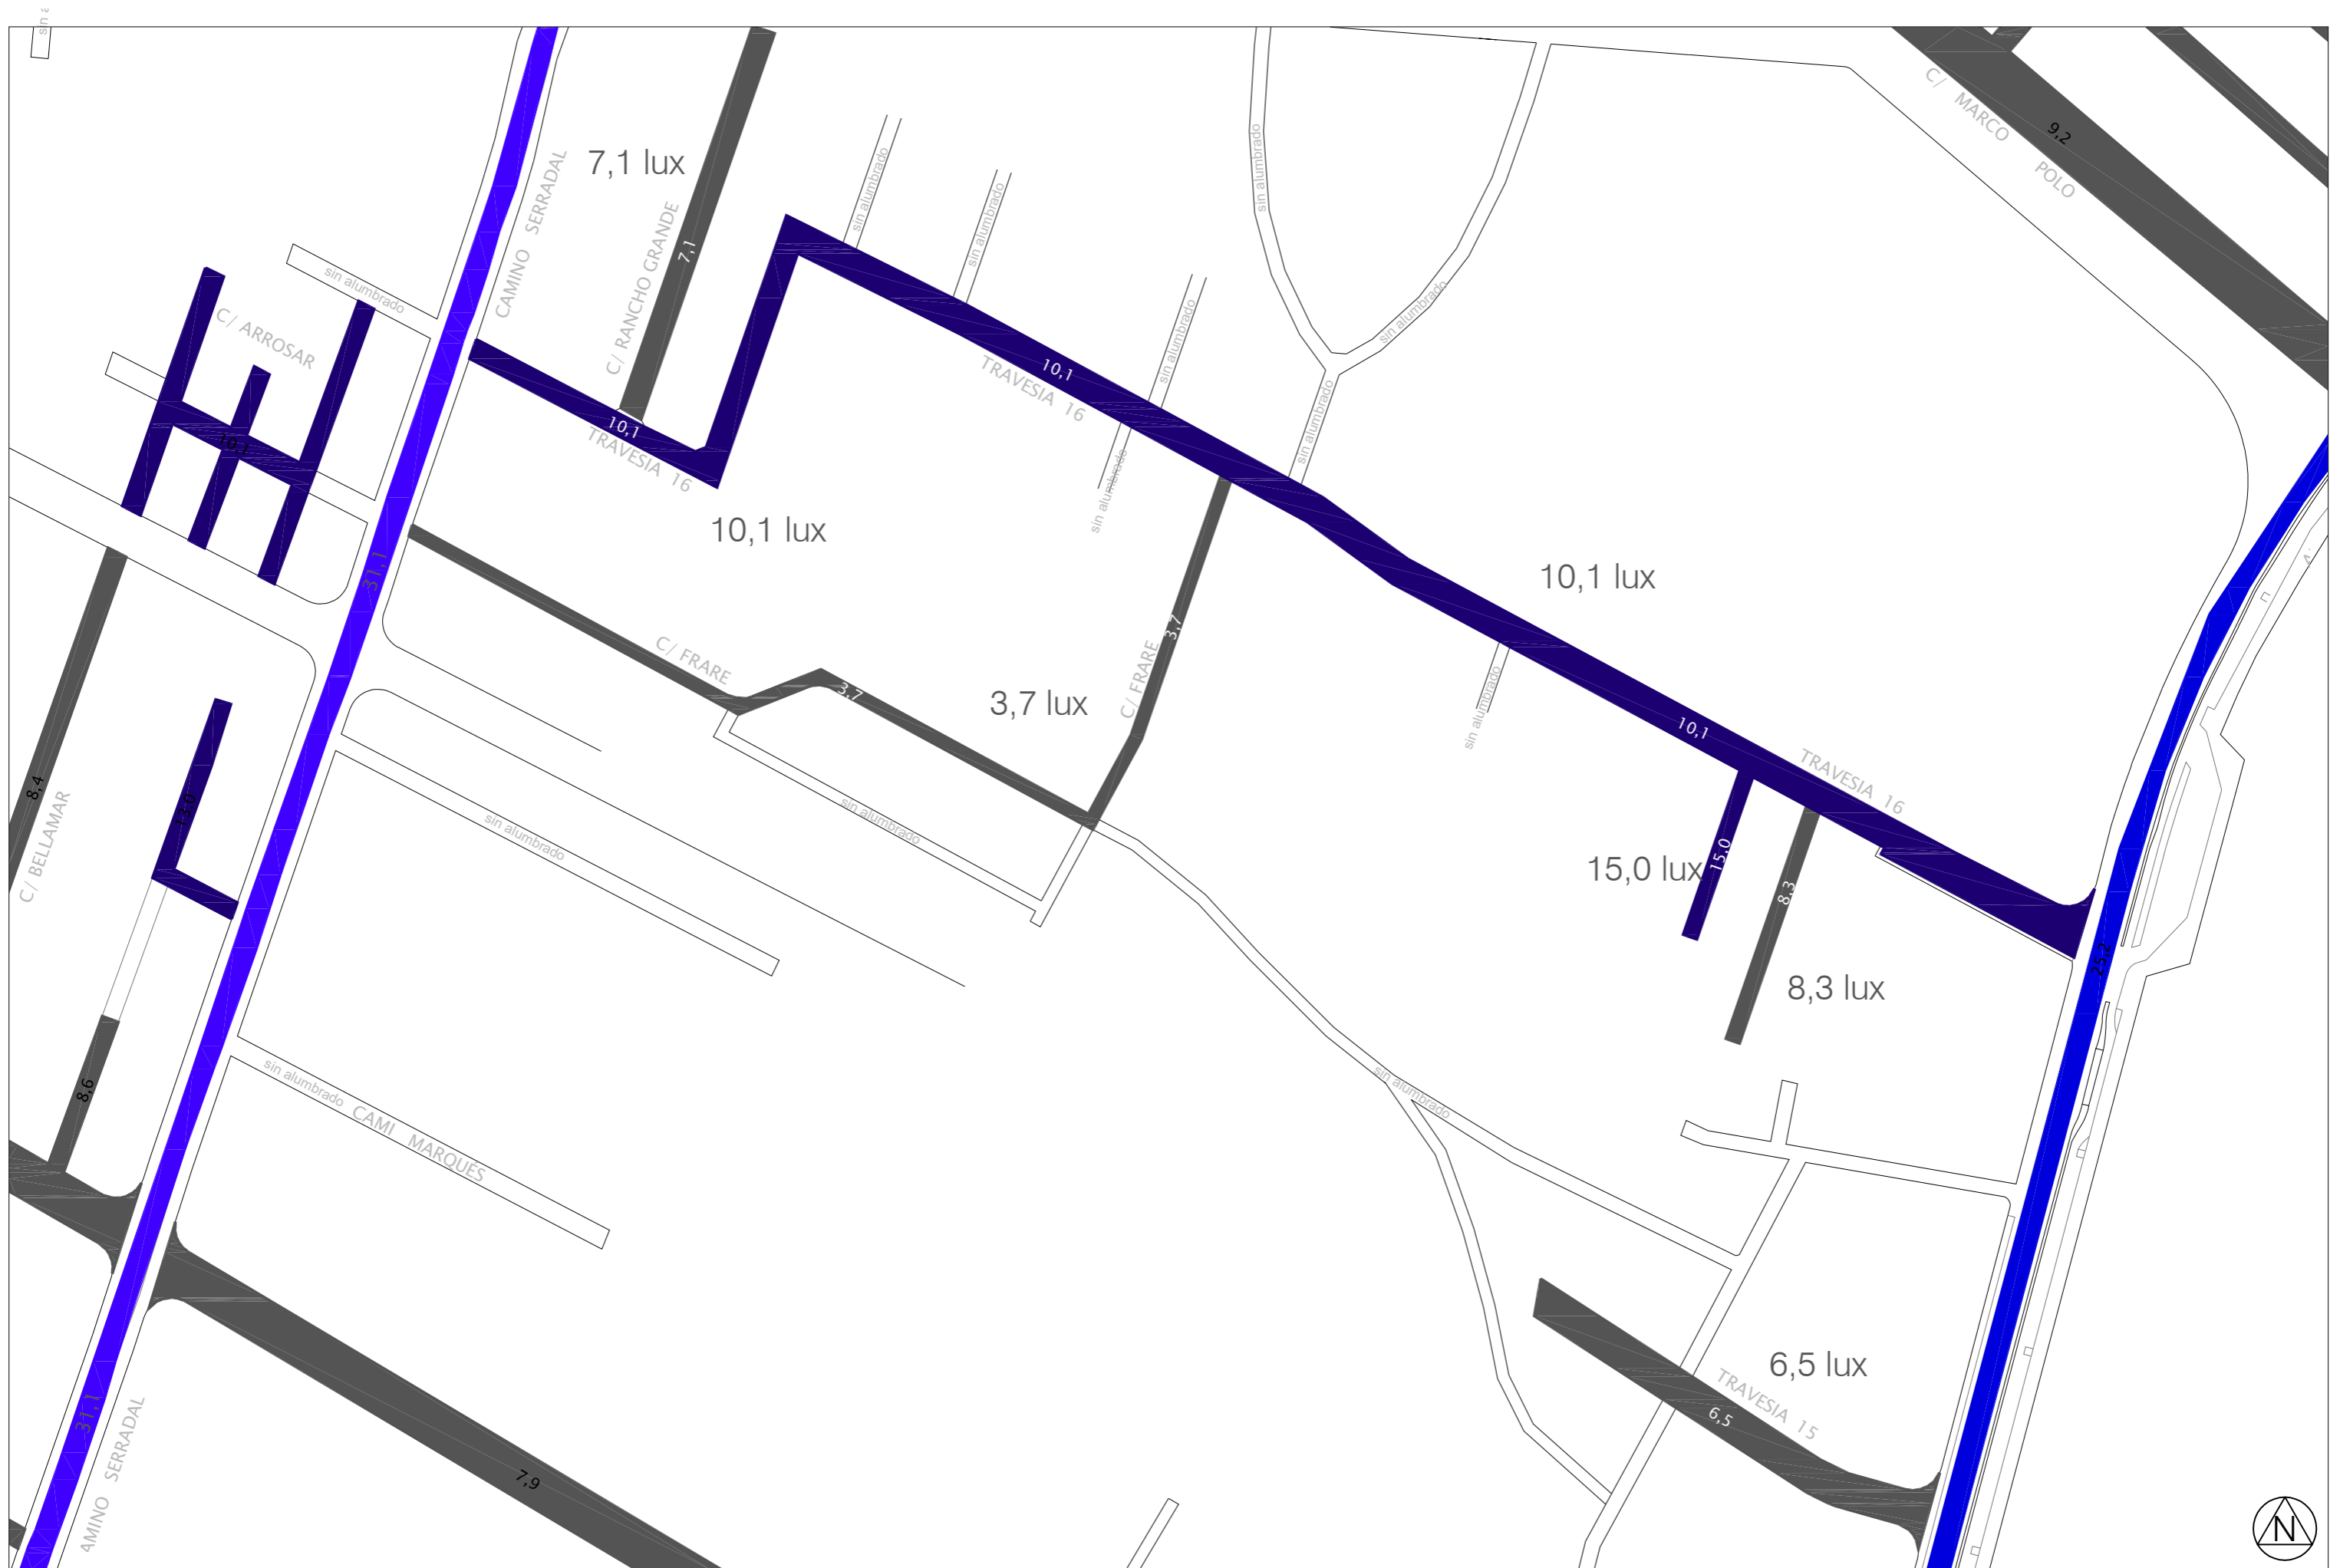 C/ MARCO POLO
9,2
CAMINO SERRADAL
7,1 lux
C/ RANCHO GRANDE
7,1
sin alumbrado
sin alumbrado
sin alumbrado
sin alumbrado
sin alumbrado
sin alumbrado
sin alumbrado
sin alumbrado
C/ ARROSAR
10,1
10,1
TRAVESIA 16
10,1
TRAVESIA 16
31,1
10,1 lux
10,1 lux
C/ FRARE
3,7
3,7 lux
C/ FRARE
3,7
sin alumbrado
10,1
TRAVESIA 16
8,4
C/ BELLAMAR
13,0
sin alumbrado
sin alumbrado
15,0 lux
15,0
8,3
8,3 lux
25,2
8,6
sin alumbrado
CAMI MARQUES
sin alumbrado
6,5 lux
TRAVESIA 15
6,5
31,1
AMINO SERRADAL
7,9
N